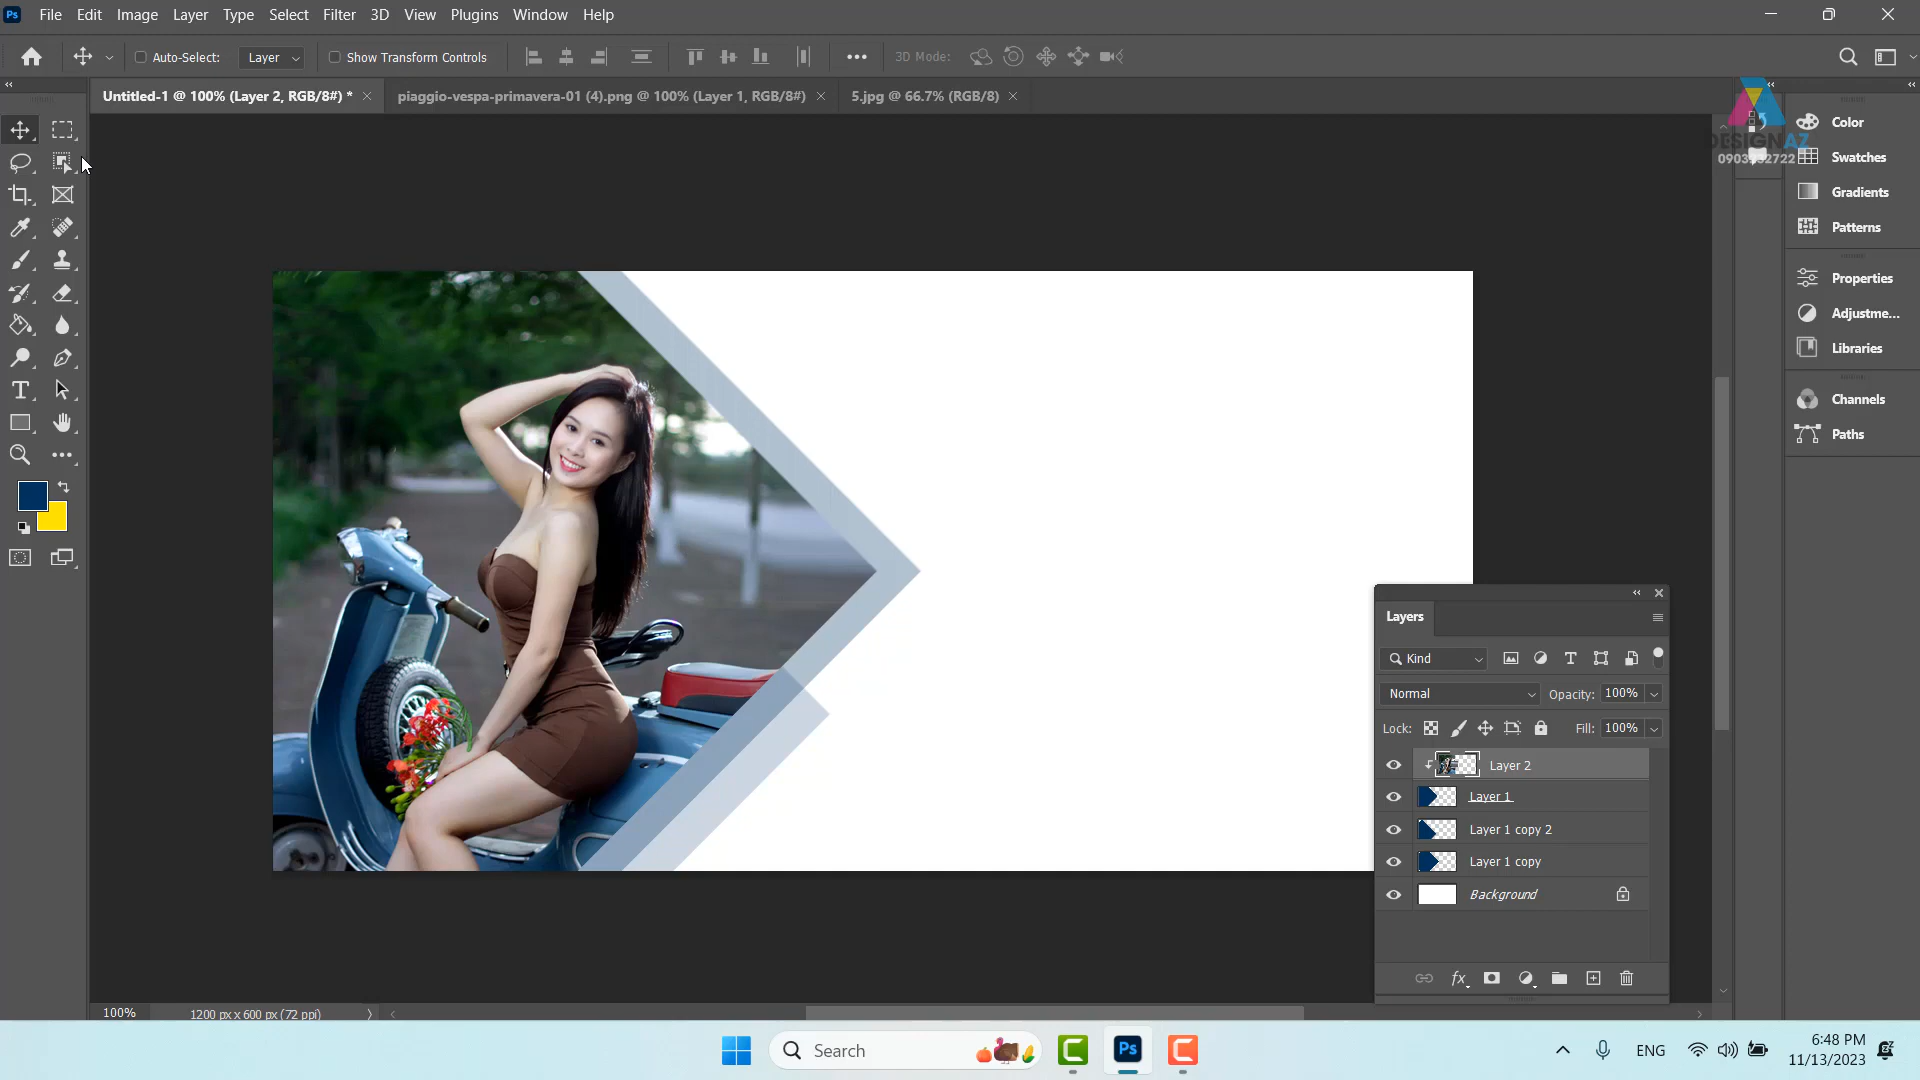 Ps File Edit Image Layer Type Select Filter 3D View Plugins Window Help
Auto-Select: Layer Show Transform Controls 3D Mode:
Untitled-1 @ 100% (Layer 2, RGB/8#) * piaggio-vespa-primavera-01 (4).png @ 100% (Layer 1, RGB/8#) 5.jpg @ 66.7% (RGB/8)
Color
DESIGNAZ
Swatches
Gradients
Patterns
Properties
Adjustme...
Libraries
Channels
Paths
Layers
Kind
Normal Opacity: 100%
Lock: Fill: 100%
Layer 2
Layer 1
Layer 1 copy 2
Layer 1 copy
Background
fx
100% 1200 px x 600 px (72 ppi)
Search Ps ENG 6:48 PM
11/13/2023